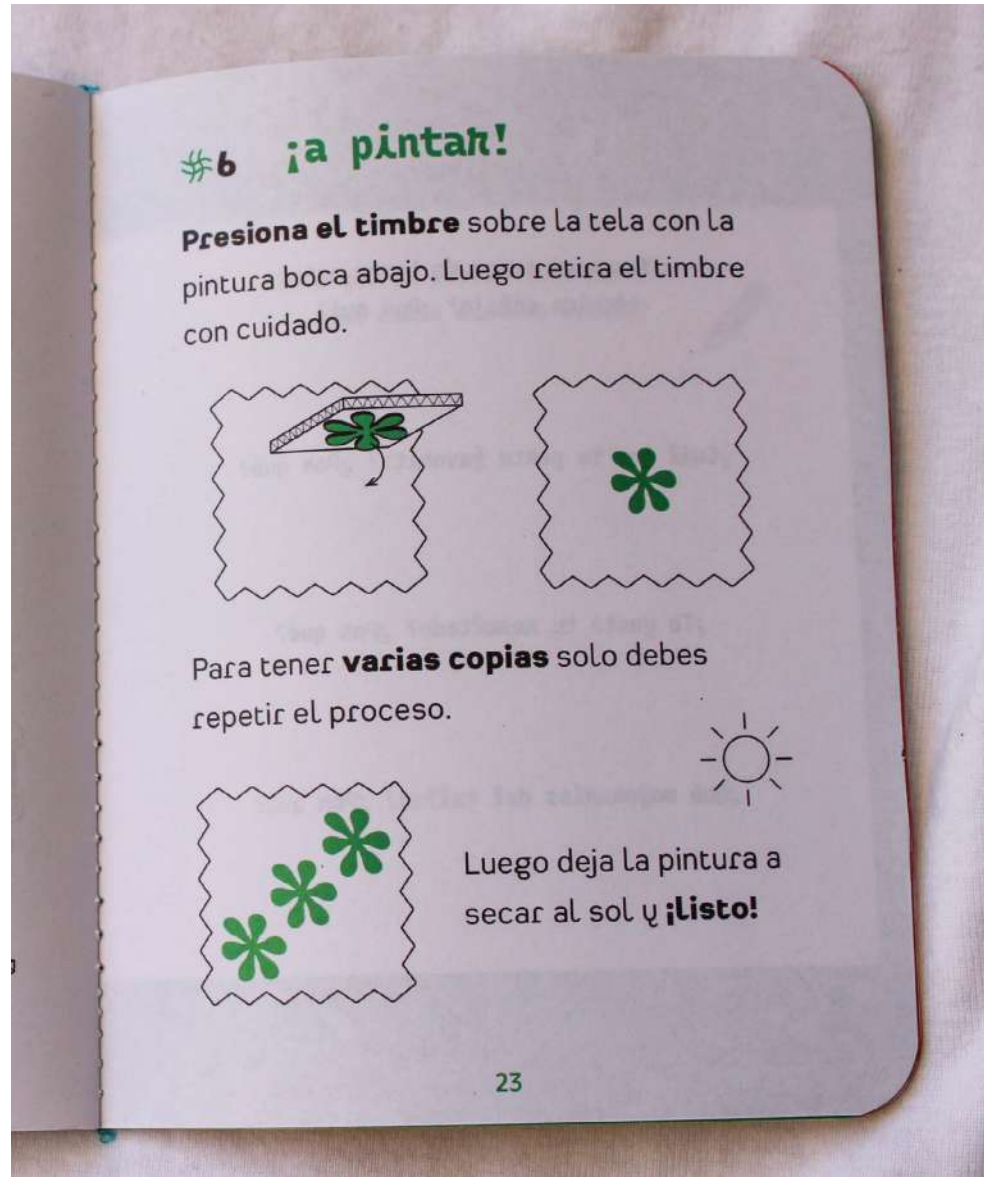 #6 ¡a pintar!
Presiona el timbre sobre la tela con la
pintura boca abajo. Luego retira el timbre
con cuidado.
Para tener varias copias solo debes
repetir el proceso.
Luego deja la pintura a
secar al sol y ¡listo!
23